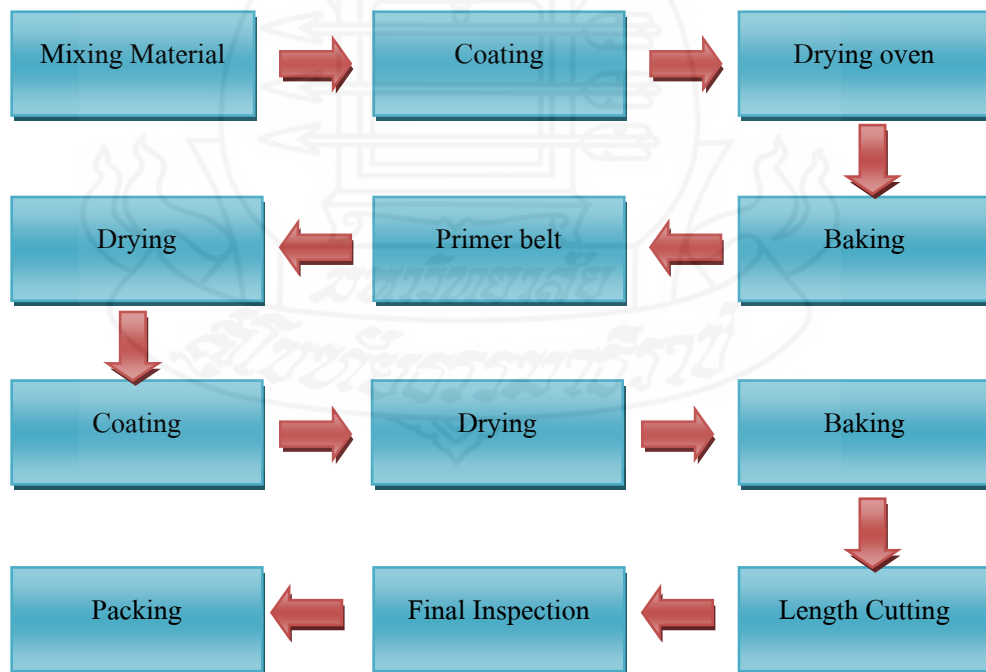 Mixing Material
Coating
Drying oven
Baking
Primer belt
Drying
Coating
Drying
Baking
Length Cutting
Final Inspection
Packing